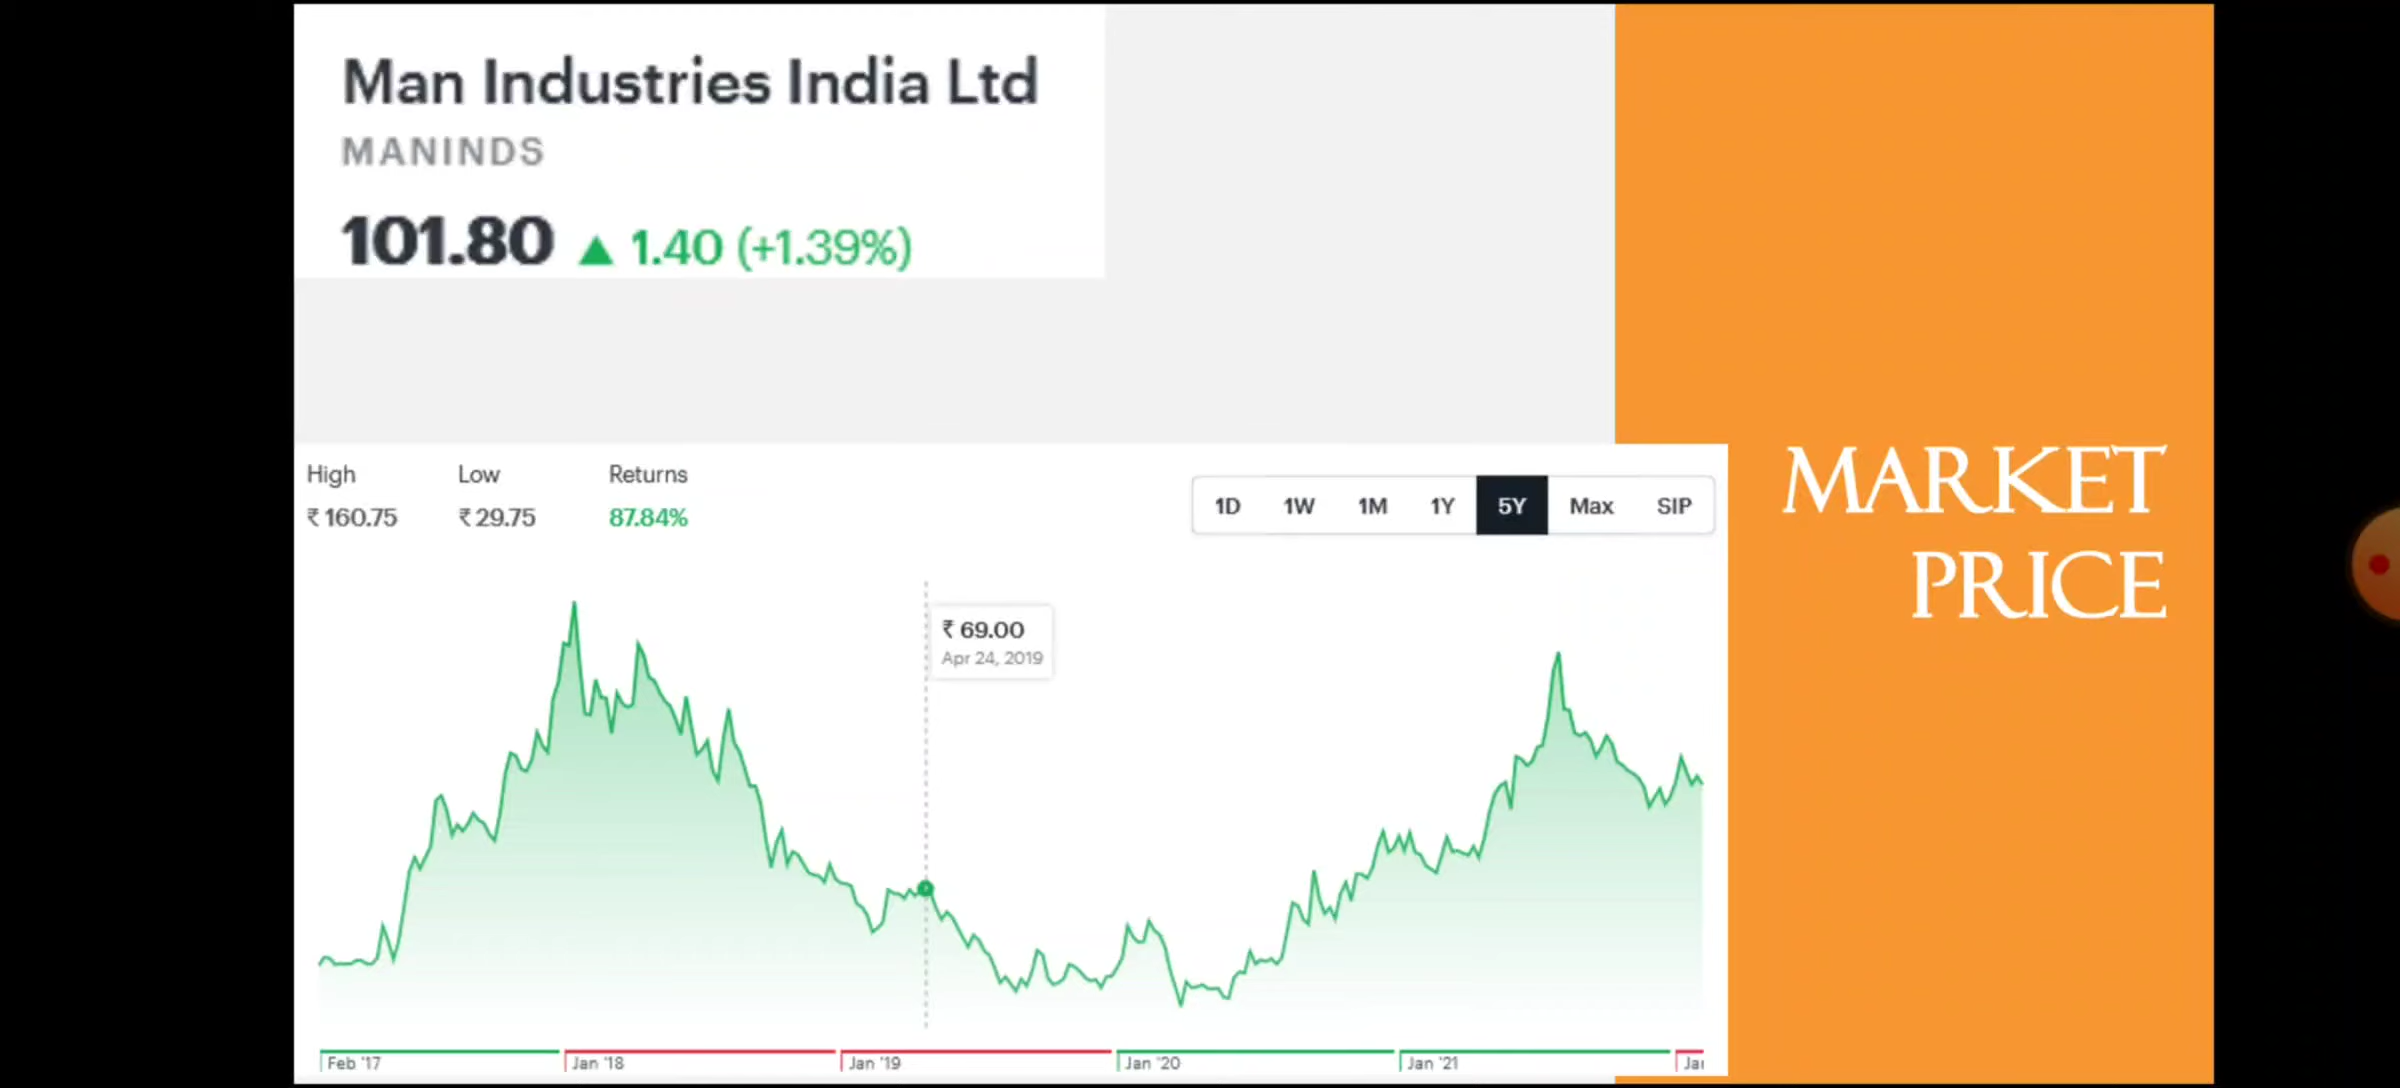 Man Industries India Ltd
MANINDS
101.80 ▲ 1.40 (+1.39%)
High Low Returns
₹160.75 ₹29.75 87.84%
1D 1W 1M 1Y 5Y Max SIP
MARKET
PRICE
₹ 69.00
Apr 24, 2019
Feb '17 Jan '18 Jan '19 Jan '20 Jan '21